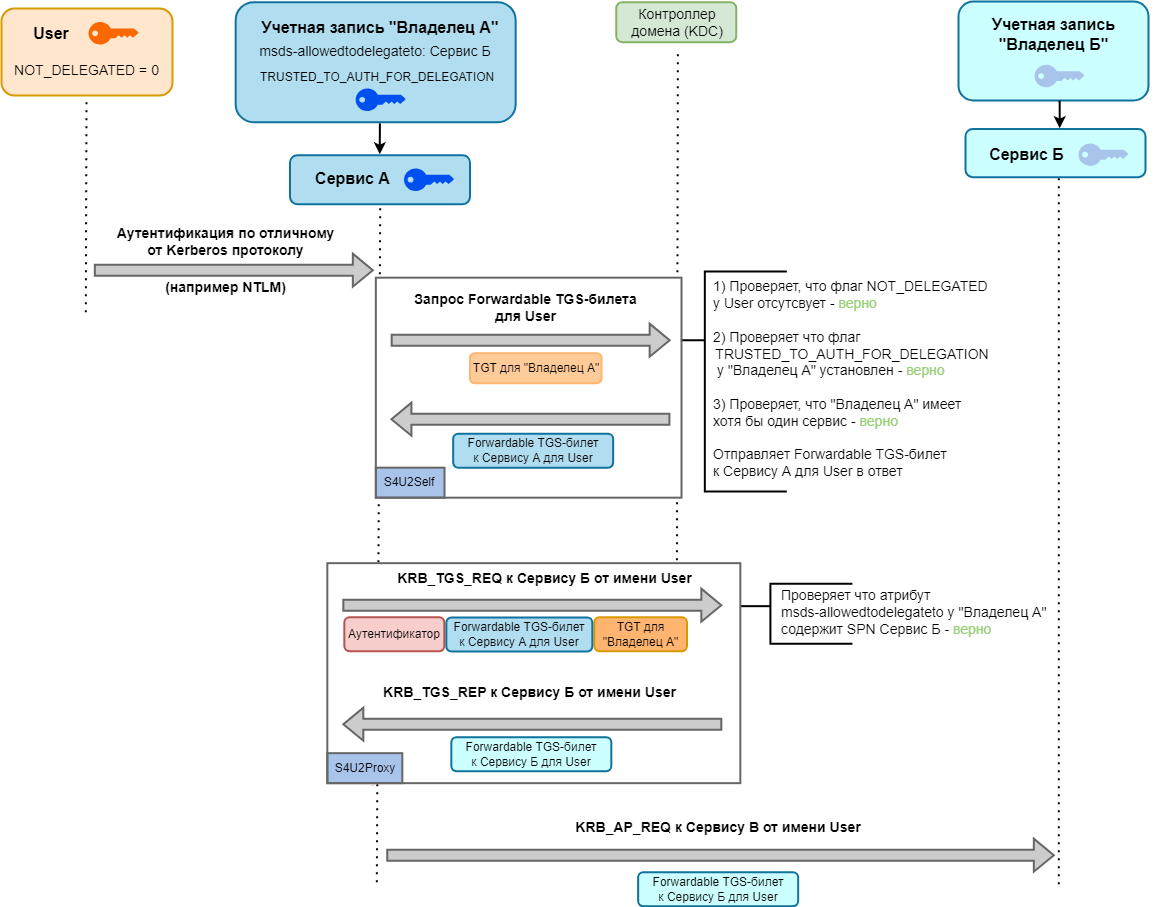 User
NOT_DELEGATED = 0
Учетная запись "Владелец А"
msds-allowedtodelegateto: Сервис Б
TRUSTED_TO_AUTH_FOR_DELEGATION
Контроллер
домена (KDC)
Учетная запись
"Владелец Б"
Сервис А
Сервис Б
Аутентификация по отличному
от Kerberos протоколу
(например NTLM)
Запрос Forwardable TGS-билета
для User
TGT для "Владелец А"
Forwardable TGS-билет
к Сервису А для User
S4U2Self
1) Проверяет, что флаг NOT_DELEGATED
у User отсутсвует - верно
2) Проверяет что флаг
TRUSTED_TO_AUTH_FOR_DELEGATION
у "Владелец А" установлен - верно
3) Проверяет, что "Владелец А" имеет
хотя бы один сервис - верно
Отправляет Forwardable TGS-билет
к Сервису А для User в ответ
KRB_TGS_REQ к Сервису Б от имени User
Аутентификатор
Forwardable TGS-билет
к Сервису А для User
TGT для
"Владелец А"
Проверяет что атрибут
msds-allowedtodelegateto у "Владелец А"
содержит SPN Сервис Б - верно
KRB_TGS_REP к Сервису Б от имени User
Forwardable TGS-билет
к Сервису Б для User
S4U2Proxy
KRB_AP_REQ к Сервису В от имени User
Forwardable TGS-билет
к Сервису Б для User